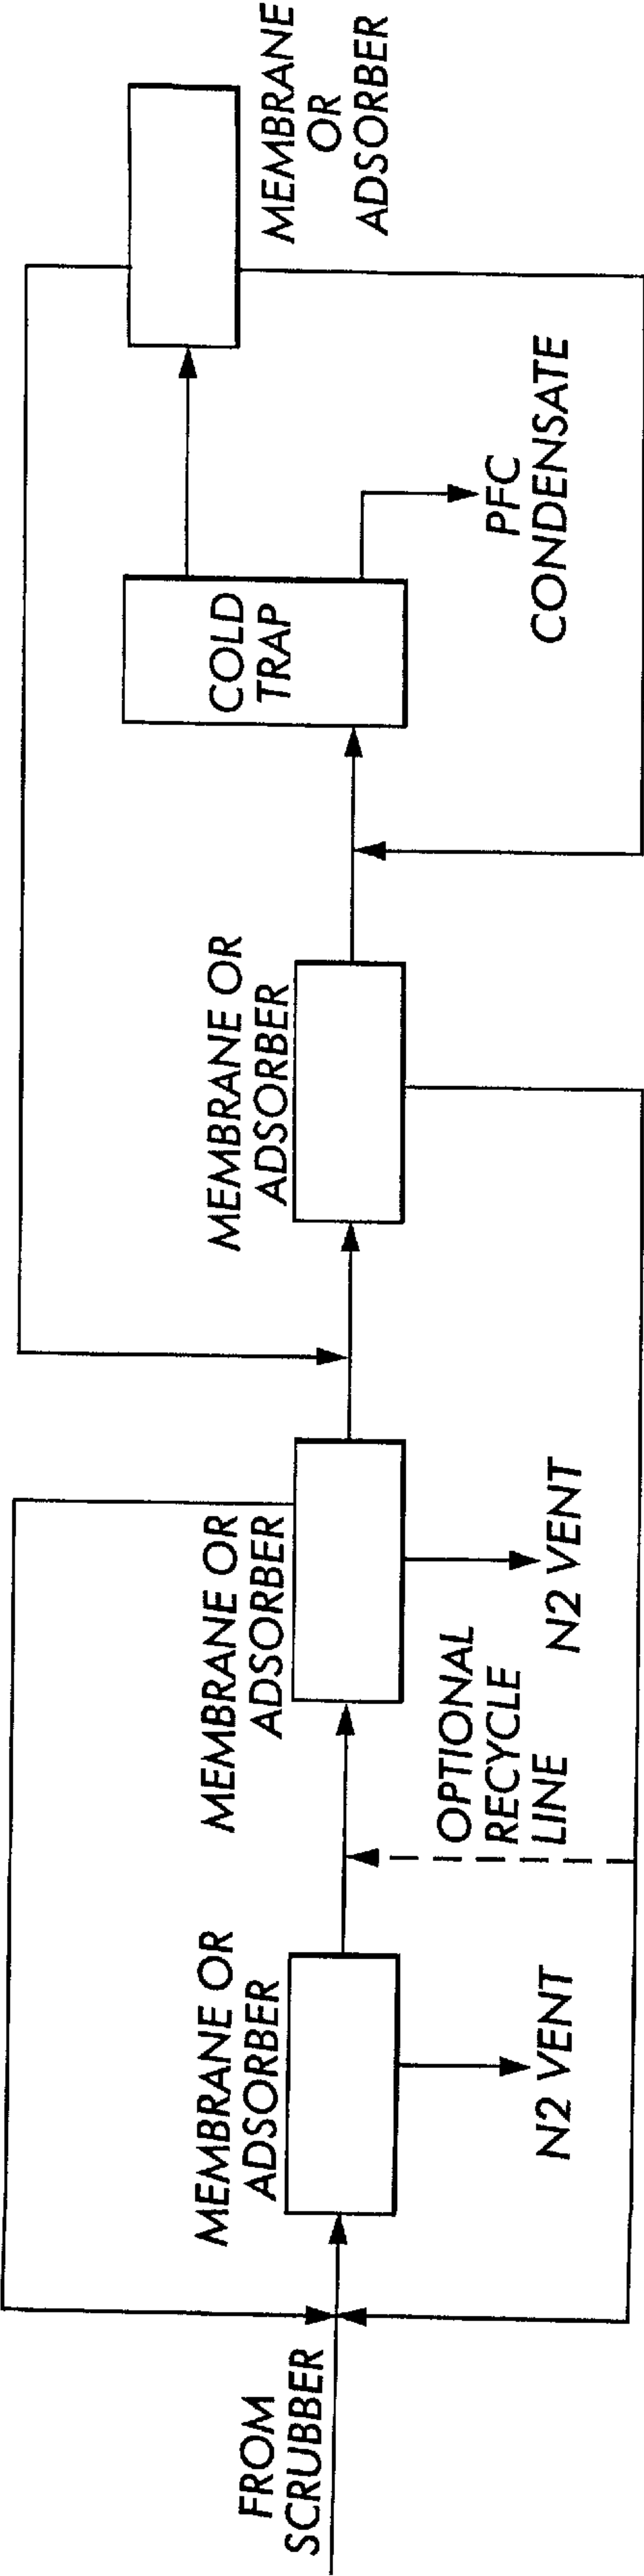 FROM
SCRUBBER
MEMBRANE OR
ADSORBER
N2 VENT
OPTIONAL
RECYCLE
LINE
MEMBRANE OR
ADSORBER
N2 VENT
MEMBRANE OR
ADSORBER
COLD
TRAP
PFC
CONDENSATE
MEMBRANE
OR
ADSORBER